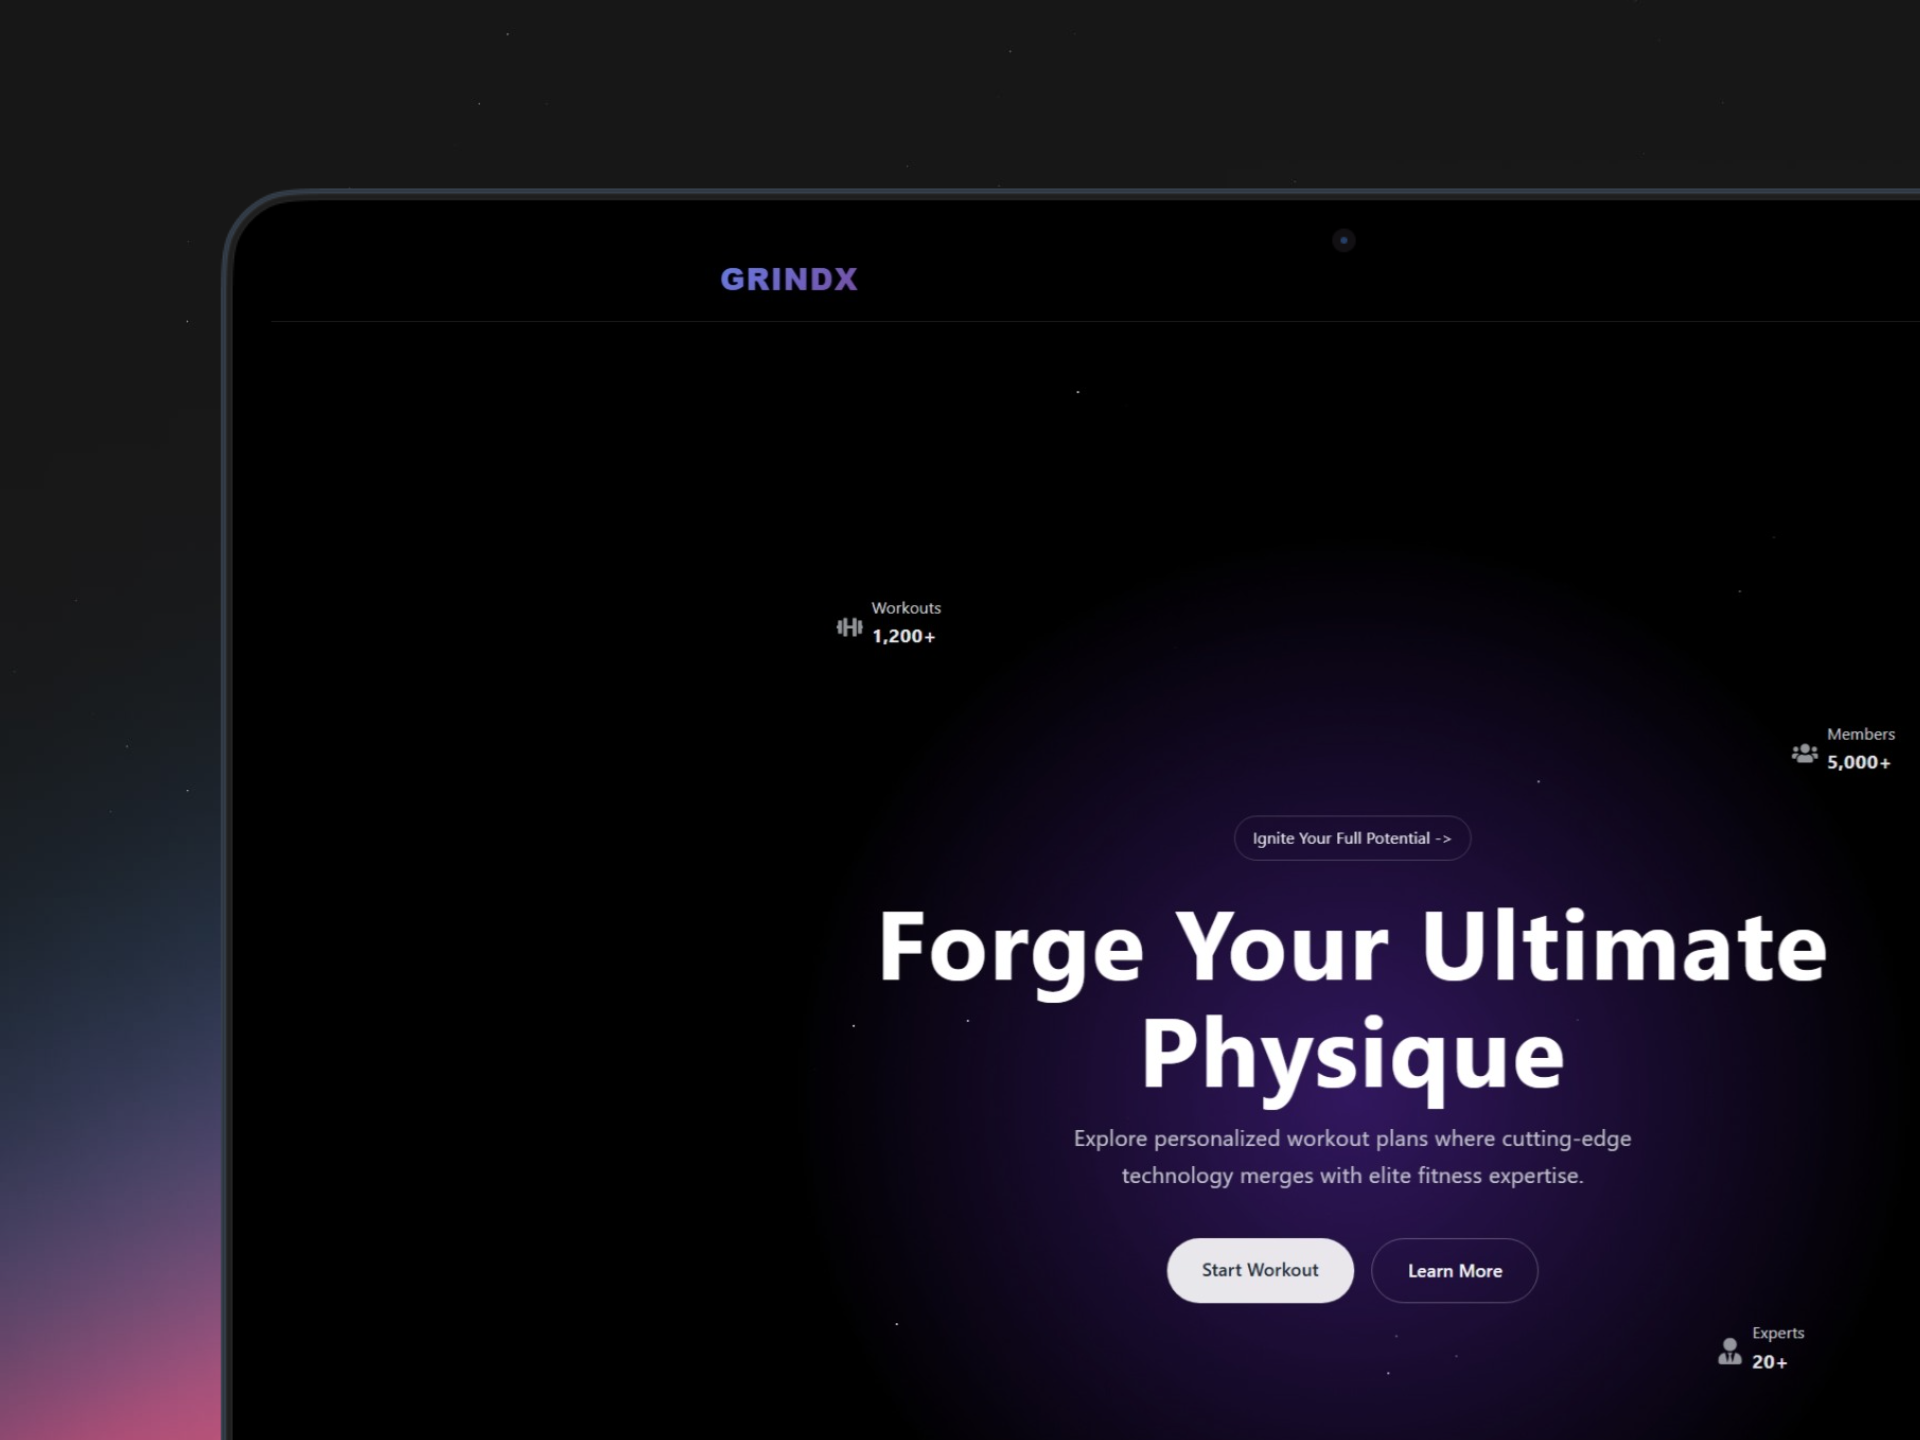 GRINDX
Workouts
1,200+
Members
5,000+
Ignite Your Full Potential ->
Forge Your Ultimate
Physique
Explore personalized workout plans where cutting-edge
technology merges with elite fitness expertise.
Start Workout
Learn More
Experts
20+